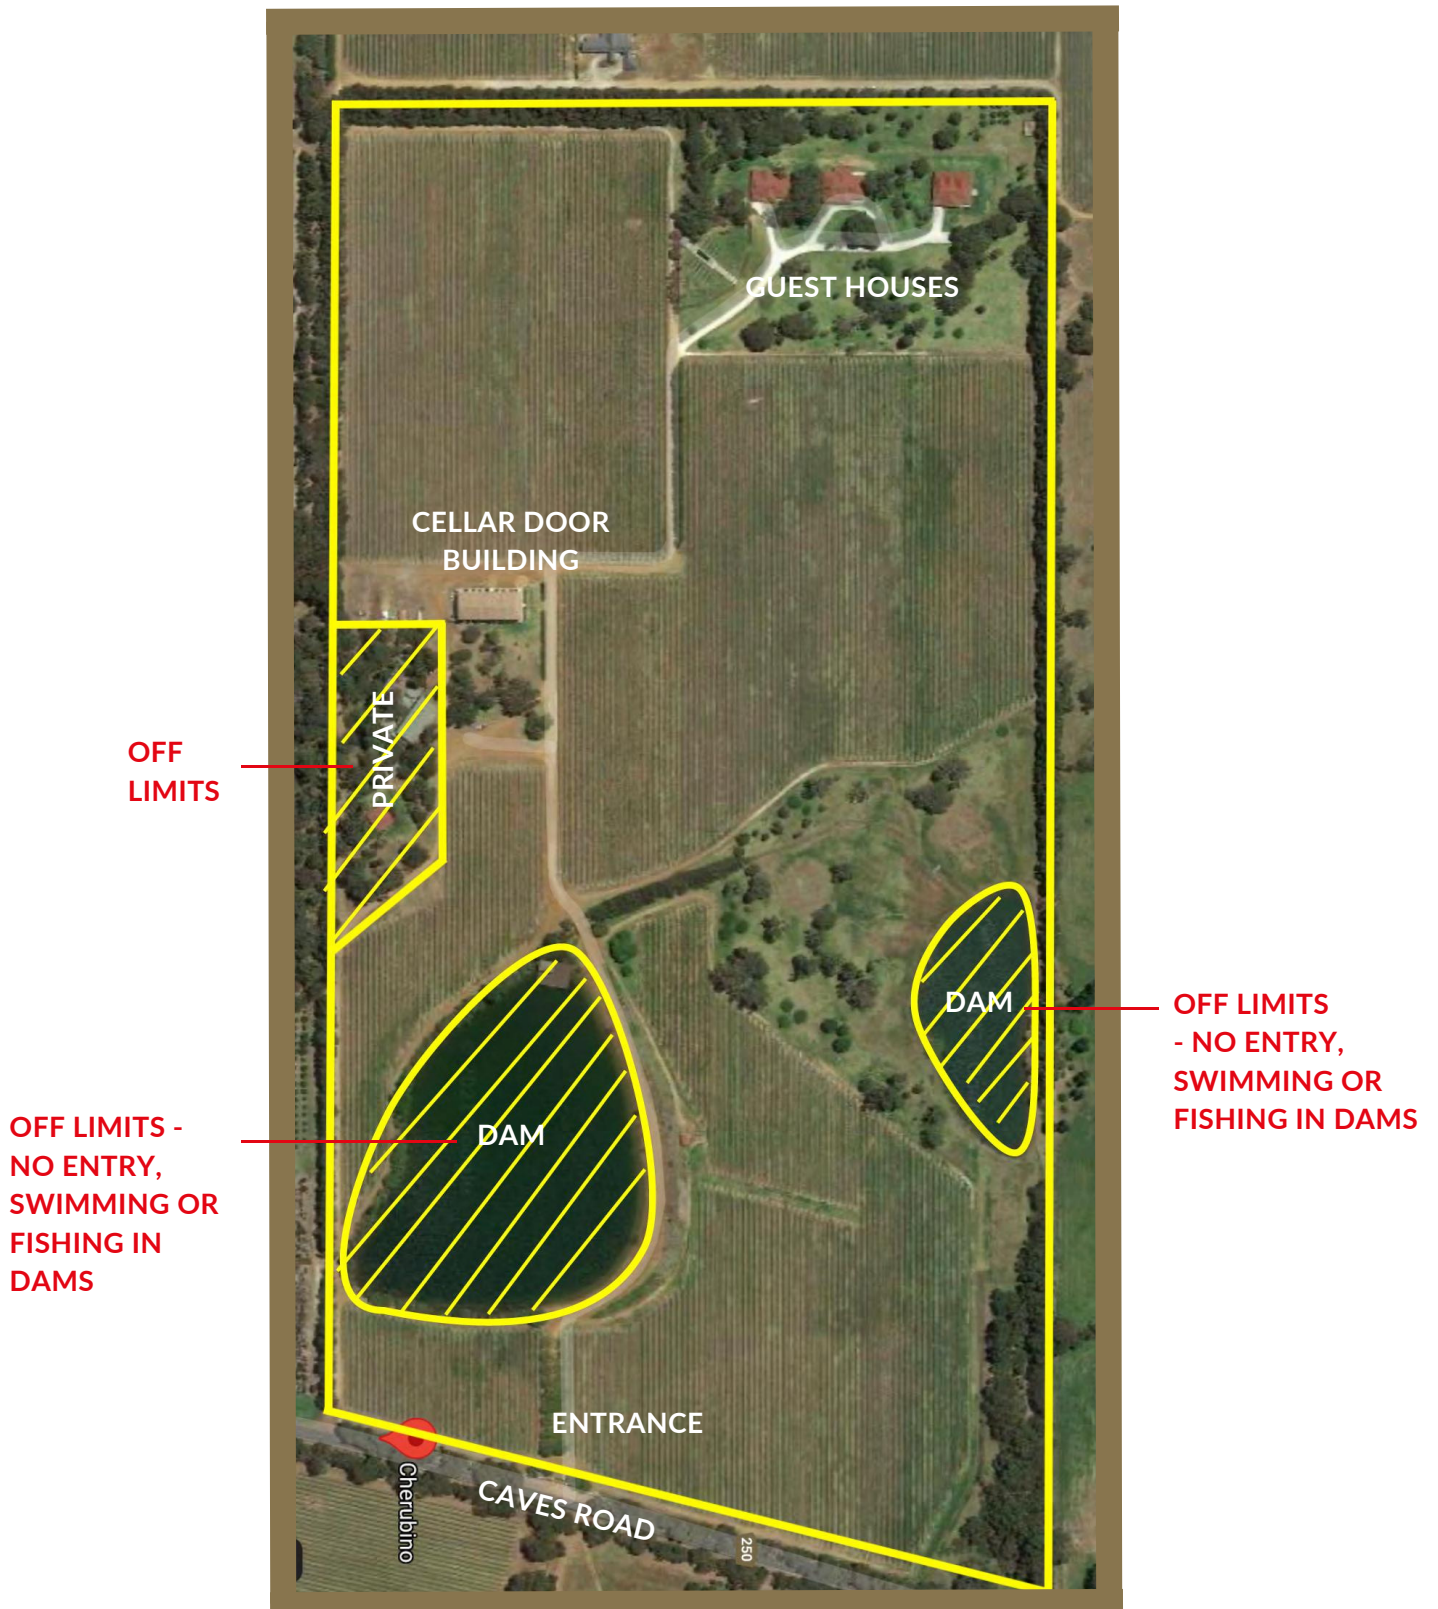 GUEST HOUSES
CELLAR DOOR
BUILDING
PRIVATE
OFF
LIMITS
DAM
OFF LIMITS
- NO ENTRY,
SWIMMING OR
FISHING IN DAMS
OFF LIMITS -
NO ENTRY,
SWIMMING OR
FISHING IN
DAMS
DAM
ENTRANCE
CAVES ROAD
Cherubino
250